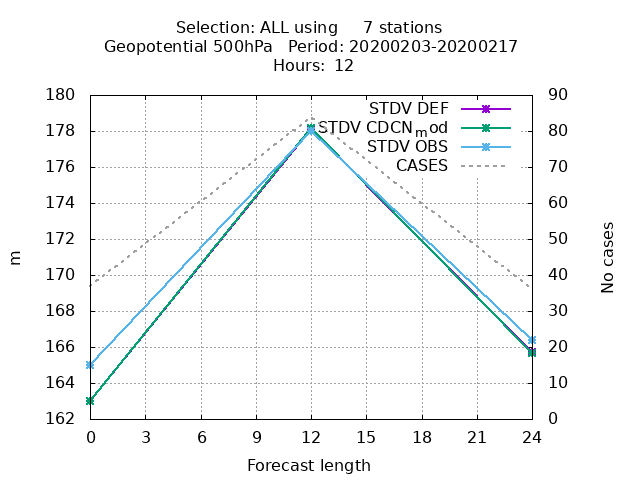 Selection: ALL using     7 stations
Geopotential 500hPa   Period: 20200203-20200217
Hours: 12
180
178
176
174
172
170
168
166
164
162
90
80
70
60
50
40
30
20
10
0
STDV DEF
STDV CDCN_mod
STDV OBS
CASES
m
No cases
0 3 6 9 12 15 18 21 24
Forecast length